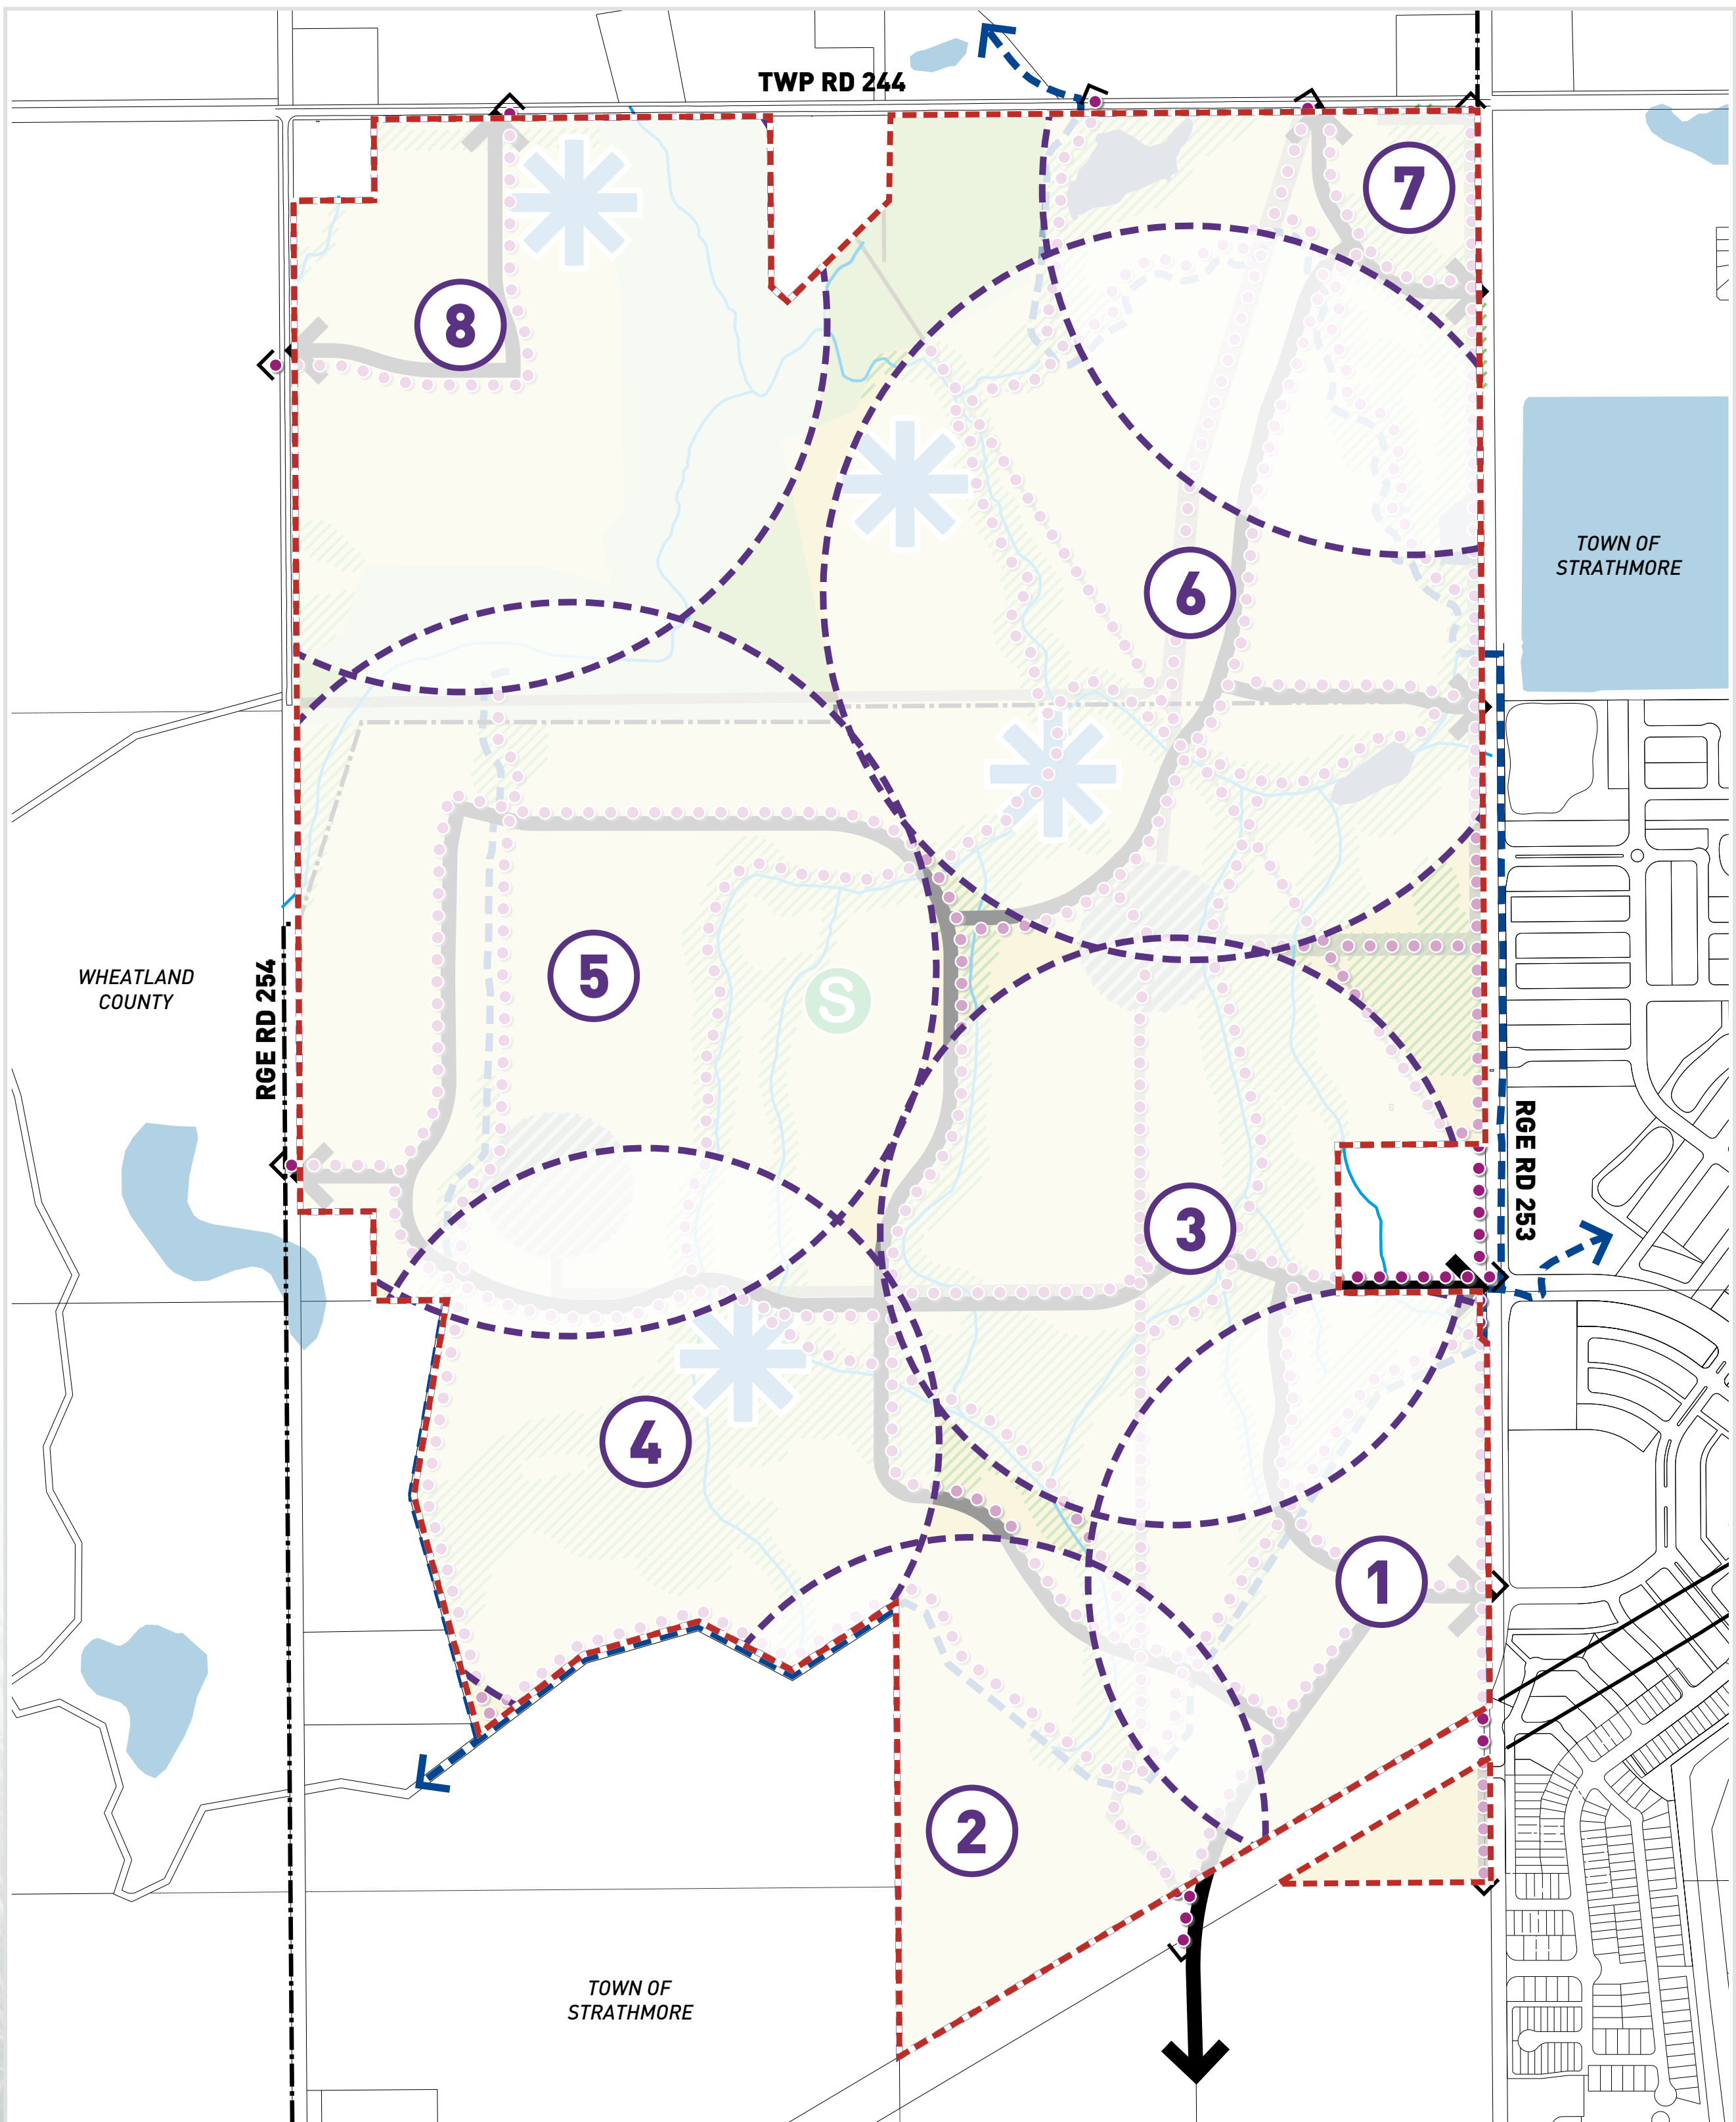 TWP RD 244
7
8
TOWN OF
STRATHMORE
6
WHEATLAND
COUNTY
RGE RD 254
5
S
RGE RD 253
3
4
1
2
TOWN OF
STRATHMORE